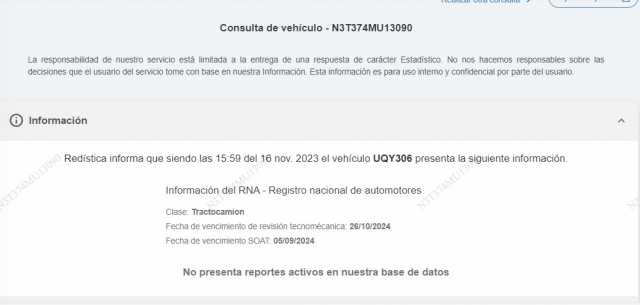 Realizar otra consulta
Consulta de vehículo - N3T374MU13090
La responsabilidad de nuestro servicio está limitada a la entrega de una respuesta de carácter Estadístico. No nos hacemos responsables sobre las
decisiones que el usuario del servicio tome con base en nuestra Información. Esta información es para uso interno y confidencial por parte del usuario.
Información
Redística informa que siendo las 15:59 del 16 nov. 2023 el vehículo UQY306 presenta la siguiente información.
Información del RNA - Registro nacional de automotores
Clase: Tractocamion
Fecha de vencimiento de revisión tecnomécanica: 26/10/2024
Fecha de vencimiento SOAT: 05/09/2024
No presenta reportes activos en nuestra base de datos